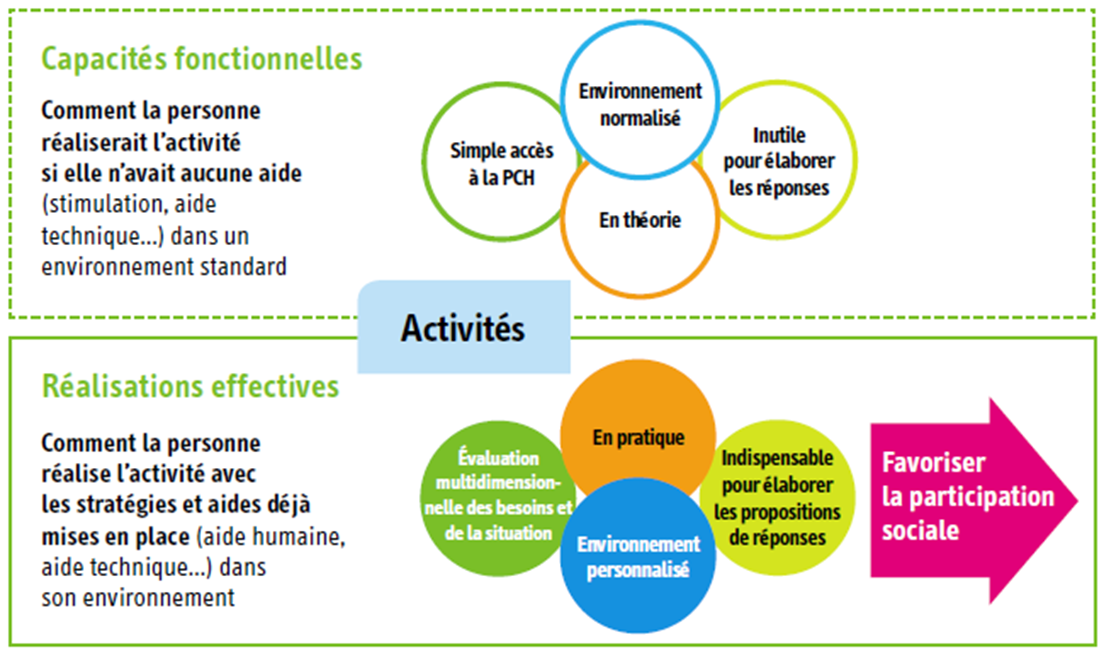 Capacités fonctionnelles
Comment la personne
réaliserait l’activité
si elle n’avait aucune aide
(stimulation, aide
technique...) dans un
environnement standard
Simple accès
à la PCH
Environnement
normalisé
En théorie
Inutile
pour élaborer
les réponses
Activités
Réalisations effectives
Comment la personne
réalise l’activité avec
les stratégies et aides déjà
mises en place (aide humaine,
aide technique...) dans
son environnement
Évaluation
multidimension-
nelle des besoins et
de la situation
En pratique
Environnement
personnalisé
Indispensable
pour élaborer
les propositions
de réponses
Favoriser
la participation
sociale